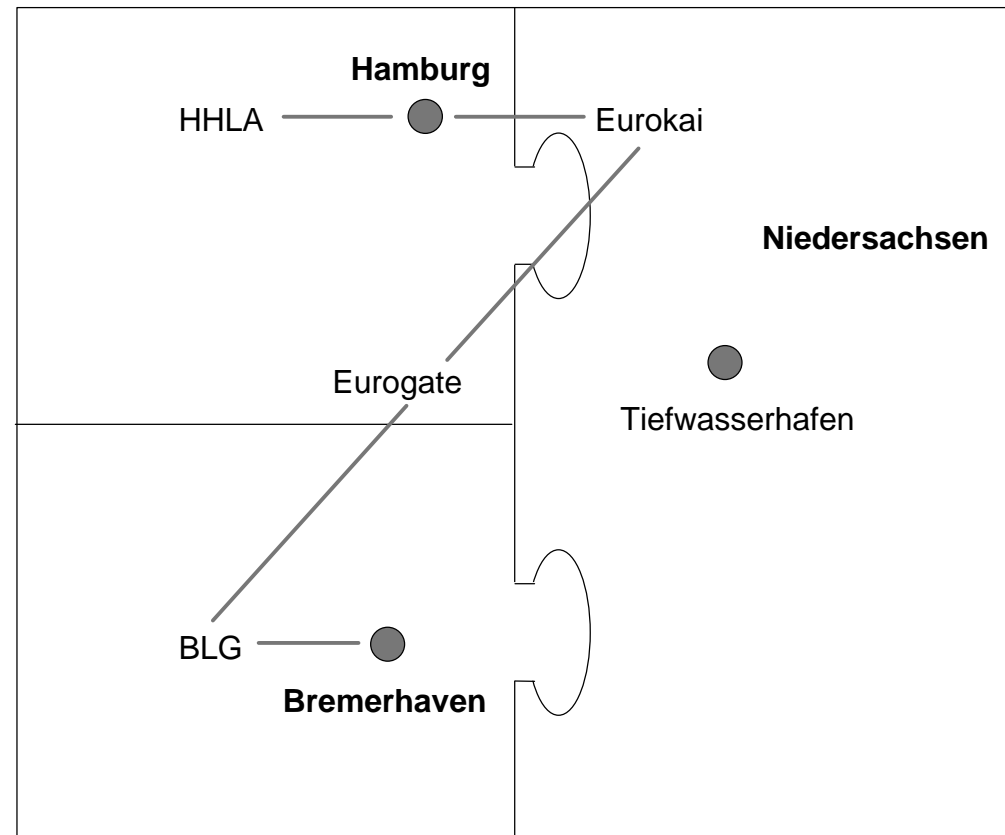 Hamburg
HHLA
Eurokai
Niedersachsen
Eurogate
Tiefwasserhafen
BLG
Bremerhaven